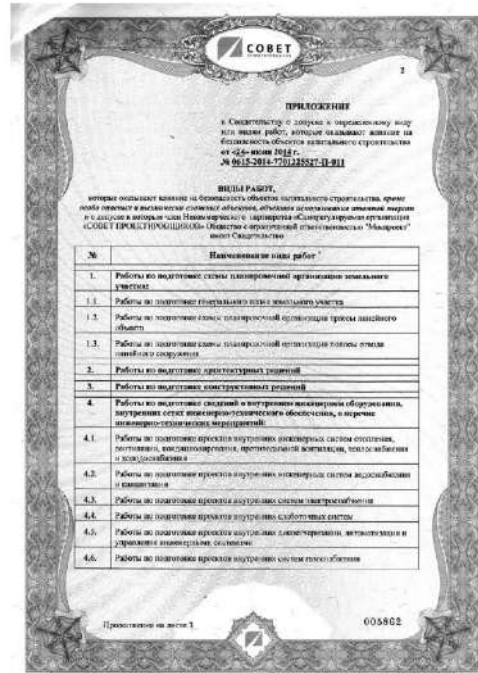 СОВЕТ
ПРОЕКТИРОВЩИКОВ
2
ПРИЛОЖЕНИЕ
к Свидетельству о допуске к определенному виду
или видам работ, которые оказывают влияние на
безопасность объектов капитального строительства
от «24» июня 2014 г.
№ 0615-2014-7701225527-П-011
ВИДЫ РАБОТ,
которые оказывают влияние на безопасность объектов капитального строительства, кроме
особо опасных и технически сложных объектов, объектов использования атомной энергии
и о допуске к которым член Некоммерческого партнерства «Саморегулируемая организация
«СОВЕТ ПРОЕКТИРОВЩИКОВ» Общество с ограниченной ответственностью
имеет Свидетельство
№ Наименование вида работ *
1. Работы по подготовке схемы планировочной организации земельного
участка:
1.1. Работы по подготовке генерального плана земельного участка
1.2. Работы по подготовке схемы планировочной организации трассы линейного
объекта
1.3. Работы по подготовке схемы планировочной организации полосы отвода
линейного сооружения
2. Работы по подготовке архитектурных решений
3. Работы по подготовке конструктивных решений
4. Работы по подготовке сведений о внутреннем инженерном оборудовании,
внутренних сетях инженерно-технического обеспечения, о перечне
инженерно-технических мероприятий:
4.1. Работы по подготовке проектов внутренних инженерных систем отопления,
вентиляции, кондиционирования, противодымной вентиляции, теплоснабжения
и холодоснабжения
4.2. Работы по подготовке проектов внутренних инженерных систем водоснабжения
и канализации
4.3. Работы по подготовке проектов внутренних систем электроснабжения
4.4. Работы по подготовке проектов внутренних слаботочных систем
4.5. Работы по подготовке проектов внутренних диспетчеризации, автоматизации и
управления инженерными системами
4.6. Работы по подготовке проектов внутренних систем газоснабжения
Продолжение на листе 3
005862